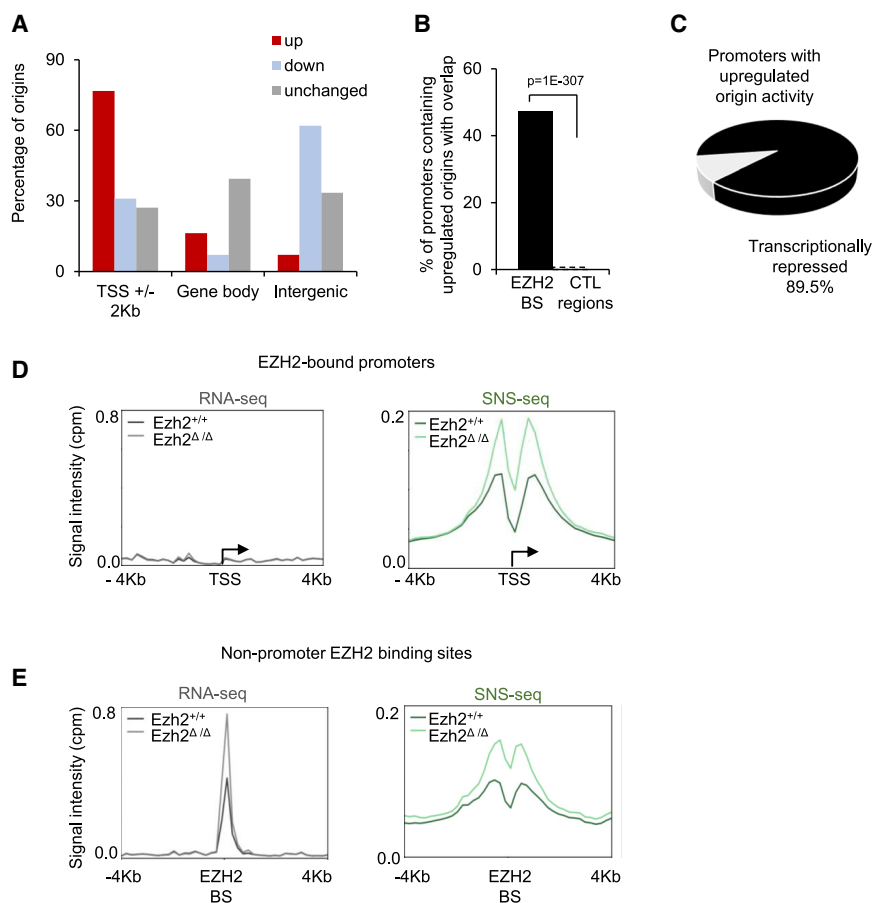 A
up
down
unchanged
Percentage of origins
90
60
30
0
TSS +/- 2Kb
Gene body
Intergenic
B
% of promoters containing
upregulated origins with overlap
60
40
20
0
p=1E-307
EZH2
BS
CTL
regions
C
Promoters with
upregulated
origin activity
Transcriptionally
repressed
89.5%
D
EZH2-bound promoters
RNA-seq
Signal intensity (cpm)
0.8
0.0
Ezh2+/+
Ezh2Δ/Δ
- 4Kb
TSS
4Kb
SNS-seq
0.2
0.0
Ezh2+/+
Ezh2Δ/Δ
- 4Kb
TSS
4Kb
Non-promoter EZH2 binding sites
E
RNA-seq
Signal intensity (cpm)
0.8
0.0
Ezh2+/+
Ezh2Δ/Δ
-4Kb
EZH2
BS
4Kb
SNS-seq
0.2
0.0
Ezh2+/+
Ezh2Δ/Δ
-4Kb
EZH2
BS
4Kb